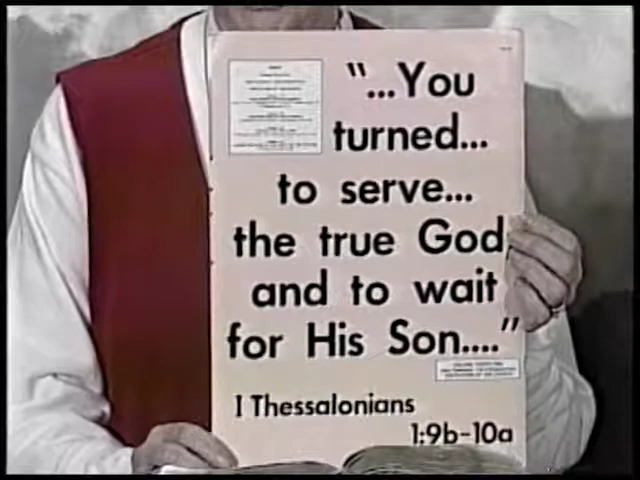 "...You
turned...
to serve...
the true God
and to wait
for His Son...."
I Thessalonians
1:9b-10a